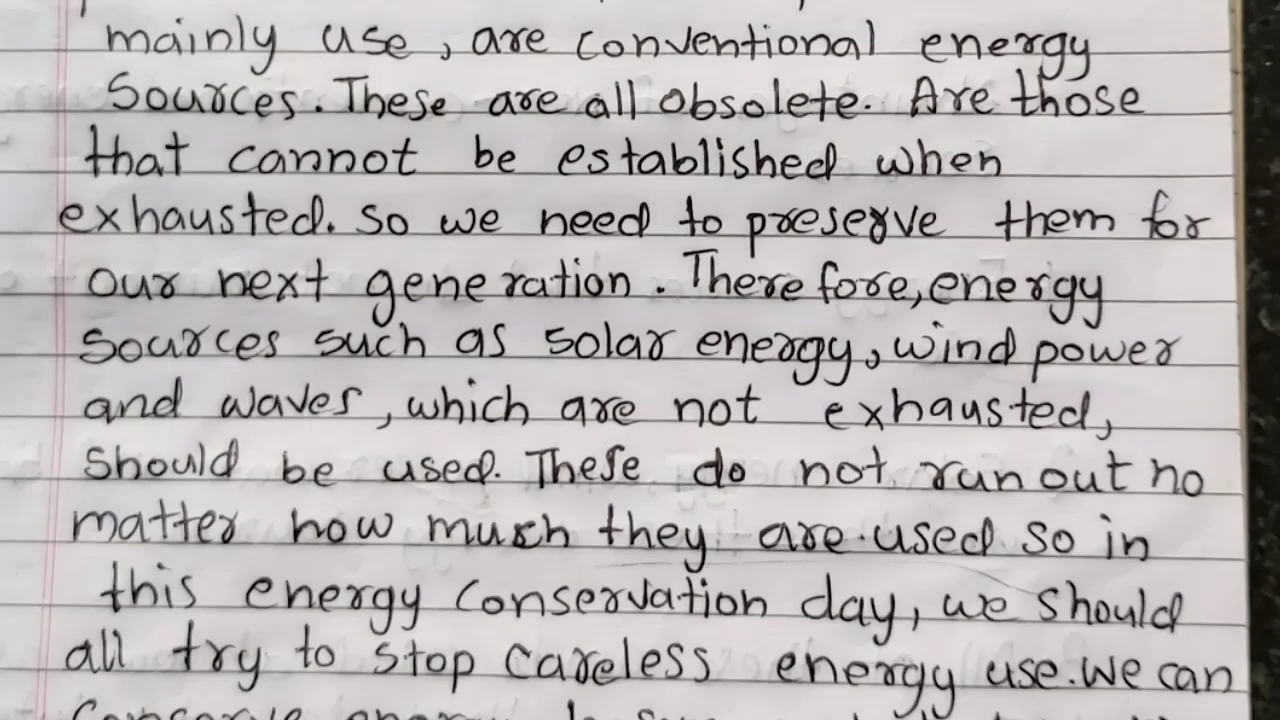 mainly use, are conventional energy
Sources. These are all obsolete. Are those
that cannot be established when
exhausted. So we need to preserve them for
our next generation. Therefore, energy
sources such as solar energy, wind power
and waves, which are not exhausted,
should be used. These do not run out no
matter how much they are used so in
this energy conservation day, we should
all try to stop careless energy use. we can